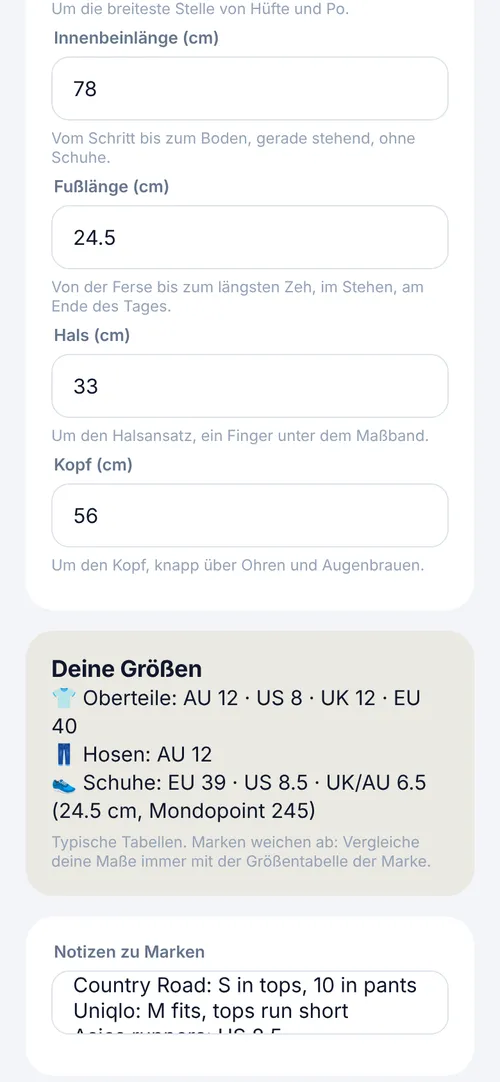 Um die breiteste Stelle von Hüfte und Po.
Innenbeinlänge (cm)
78
Vom Schritt bis zum Boden, gerade stehend, ohne
Schuhe.
Fußlänge (cm)
24.5
Von der Ferse bis zum längsten Zeh, im Stehen, am
Ende des Tages.
Hals (cm)
33
Um den Halsansatz, ein Finger unter dem Maßband.
Kopf (cm)
56
Um den Kopf, knapp über Ohren und Augenbrauen.
Deine Größen
👕 Oberteile: AU 12 · US 8 · UK 12 · EU
40
👖 Hosen: AU 12
👟 Schuhe: EU 39 · US 8.5 · UK/AU 6.5
(24.5 cm, Mondopoint 245)
Typische Tabellen. Marken weichen ab: Vergleiche
deine Maße immer mit der Größentabelle der Marke.
Notizen zu Marken
Country Road: S in tops, 10 in pants
Uniqlo: M fits, tops run short